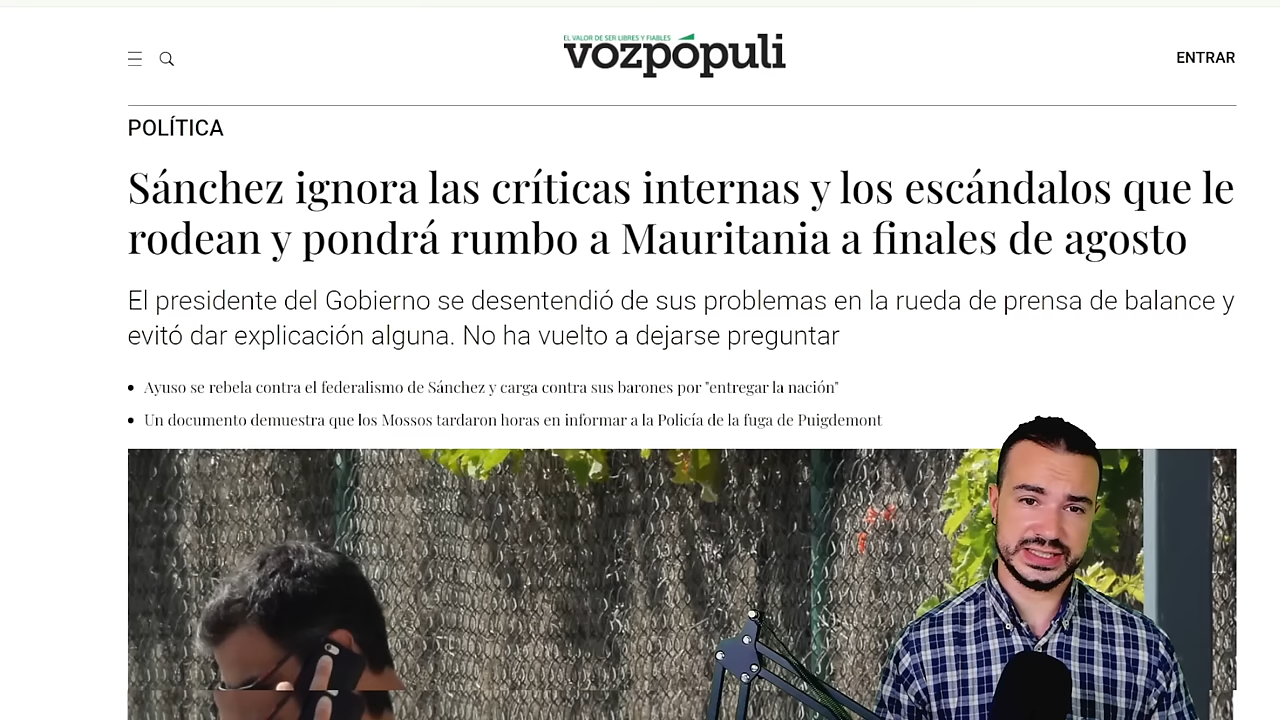 EL VALOR DE SER LIBRES Y FIABLES
vozpópuli
ENTRAR
POLÍTICA
Sánchez ignora las críticas internas y los escándalos que le
rodean y pondrá rumbo a Mauritania a finales de agosto
El presidente del Gobierno se desentendió de sus problemas en la rueda de prensa de balance y
evitó dar explicación alguna. No ha vuelto a dejarse preguntar
Ayuso se rebela contra el federalismo de Sánchez y carga contra sus barones por "entregar la nación"
Un documento demuestra que los Mossos tardaron horas en informar a la Policía de la fuga de Puigdemont